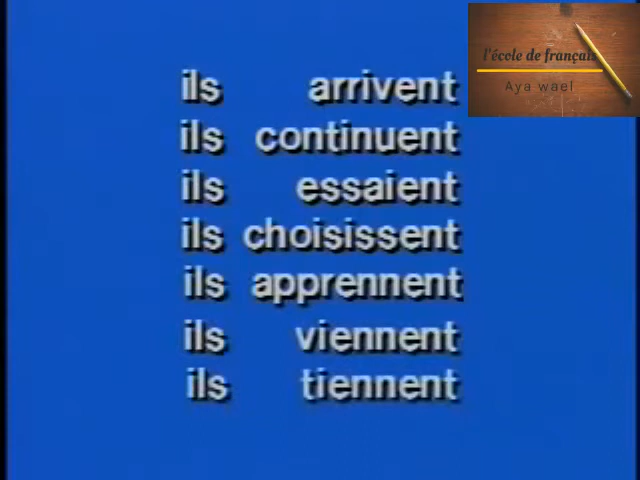 l'école de français
Aya wael
ils arrivent
ils continuent
ils essaient
ils choisissent
ils apprennent
ils viennent
ils tiennent